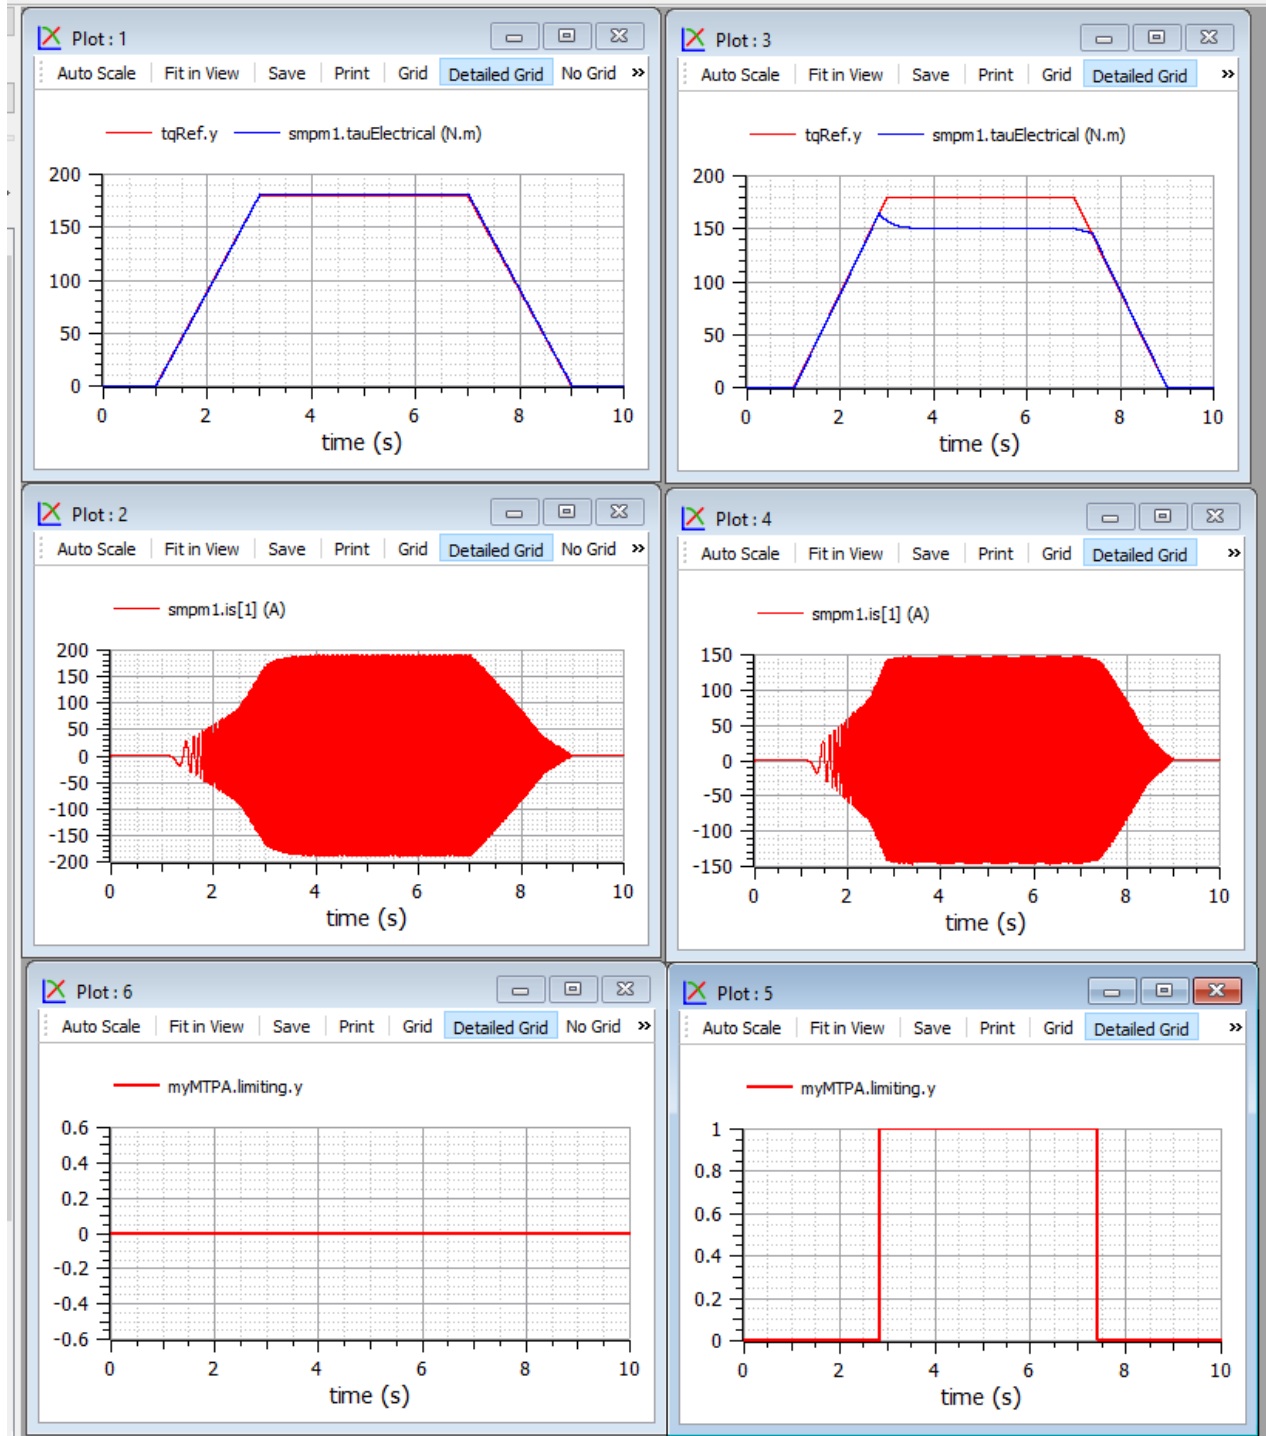 Plot : 1
Auto Scale Fit in View Save Print Grid Detailed Grid No Grid »
tqRef.y smpm1.tauElectrical (N.m)
200
150
100
50
0
0 2 4 6 8 10
time (s)
Plot : 3
Auto Scale Fit in View Save Print Grid Detailed Grid »
tqRef.y smpm1.tauElectrical (N.m)
200
150
100
50
0
0 2 4 6 8 10
time (s)
Plot : 2
Auto Scale Fit in View Save Print Grid Detailed Grid No Grid »
smpm1.is[1] (A)
200
150
100
50
0
-50
-100
-150
-200
0 2 4 6 8 10
time (s)
Plot : 4
Auto Scale Fit in View Save Print Grid Detailed Grid »
smpm1.is[1] (A)
150
100
50
0
-50
-100
-150
0 2 4 6 8 10
time (s)
Plot : 6
Auto Scale Fit in View Save Print Grid Detailed Grid No Grid »
myMTPA.limiting.y
0.6
0.4
0.2
0
-0.2
-0.4
-0.6
0 2 4 6 8 10
time (s)
Plot : 5
Auto Scale Fit in View Save Print Grid Detailed Grid »
myMTPA.limiting.y
1
0.8
0.6
0.4
0.2
0
0 2 4 6 8 10
time (s)